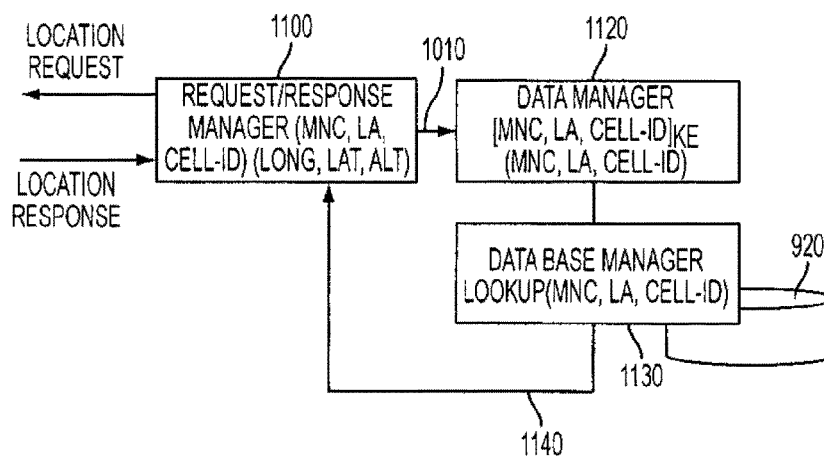 1100
1120
LOCATION
REQUEST
1010
REQUEST/RESPONSE
MANAGER (MNC, LA,
CELL-ID) (LONG, LAT, ALT)
DATA MANAGER
[MNC, LA, CELL-ID]KE
(MNC, LA, CELL-ID)
LOCATION
RESPONSE
920
DATA BASE MANAGER
LOOKUP(MNC, LA, CELL-ID)
1130
1140